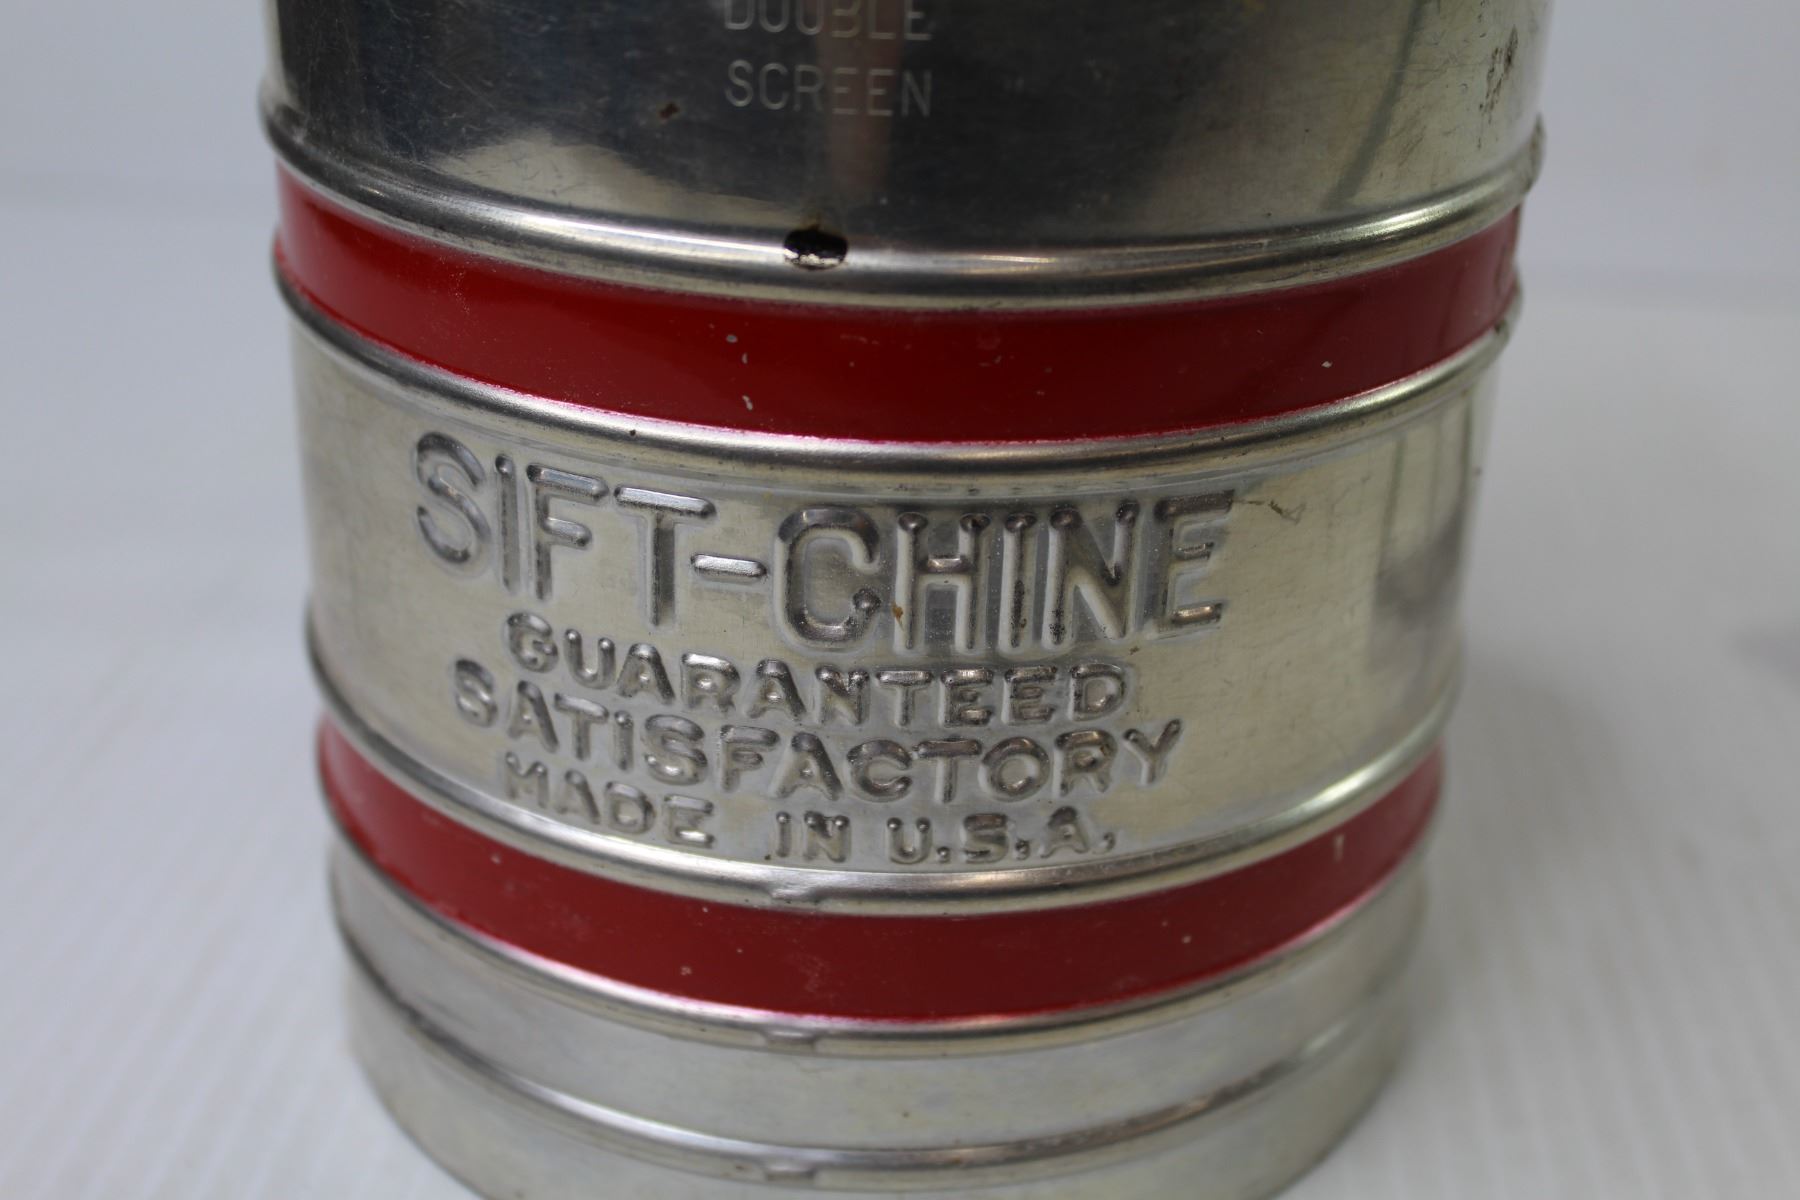 DOUBLE
SCREEN
SIFT-CHINE
GUARANTEED
SATISFACTORY
MADE IN U.S.A.